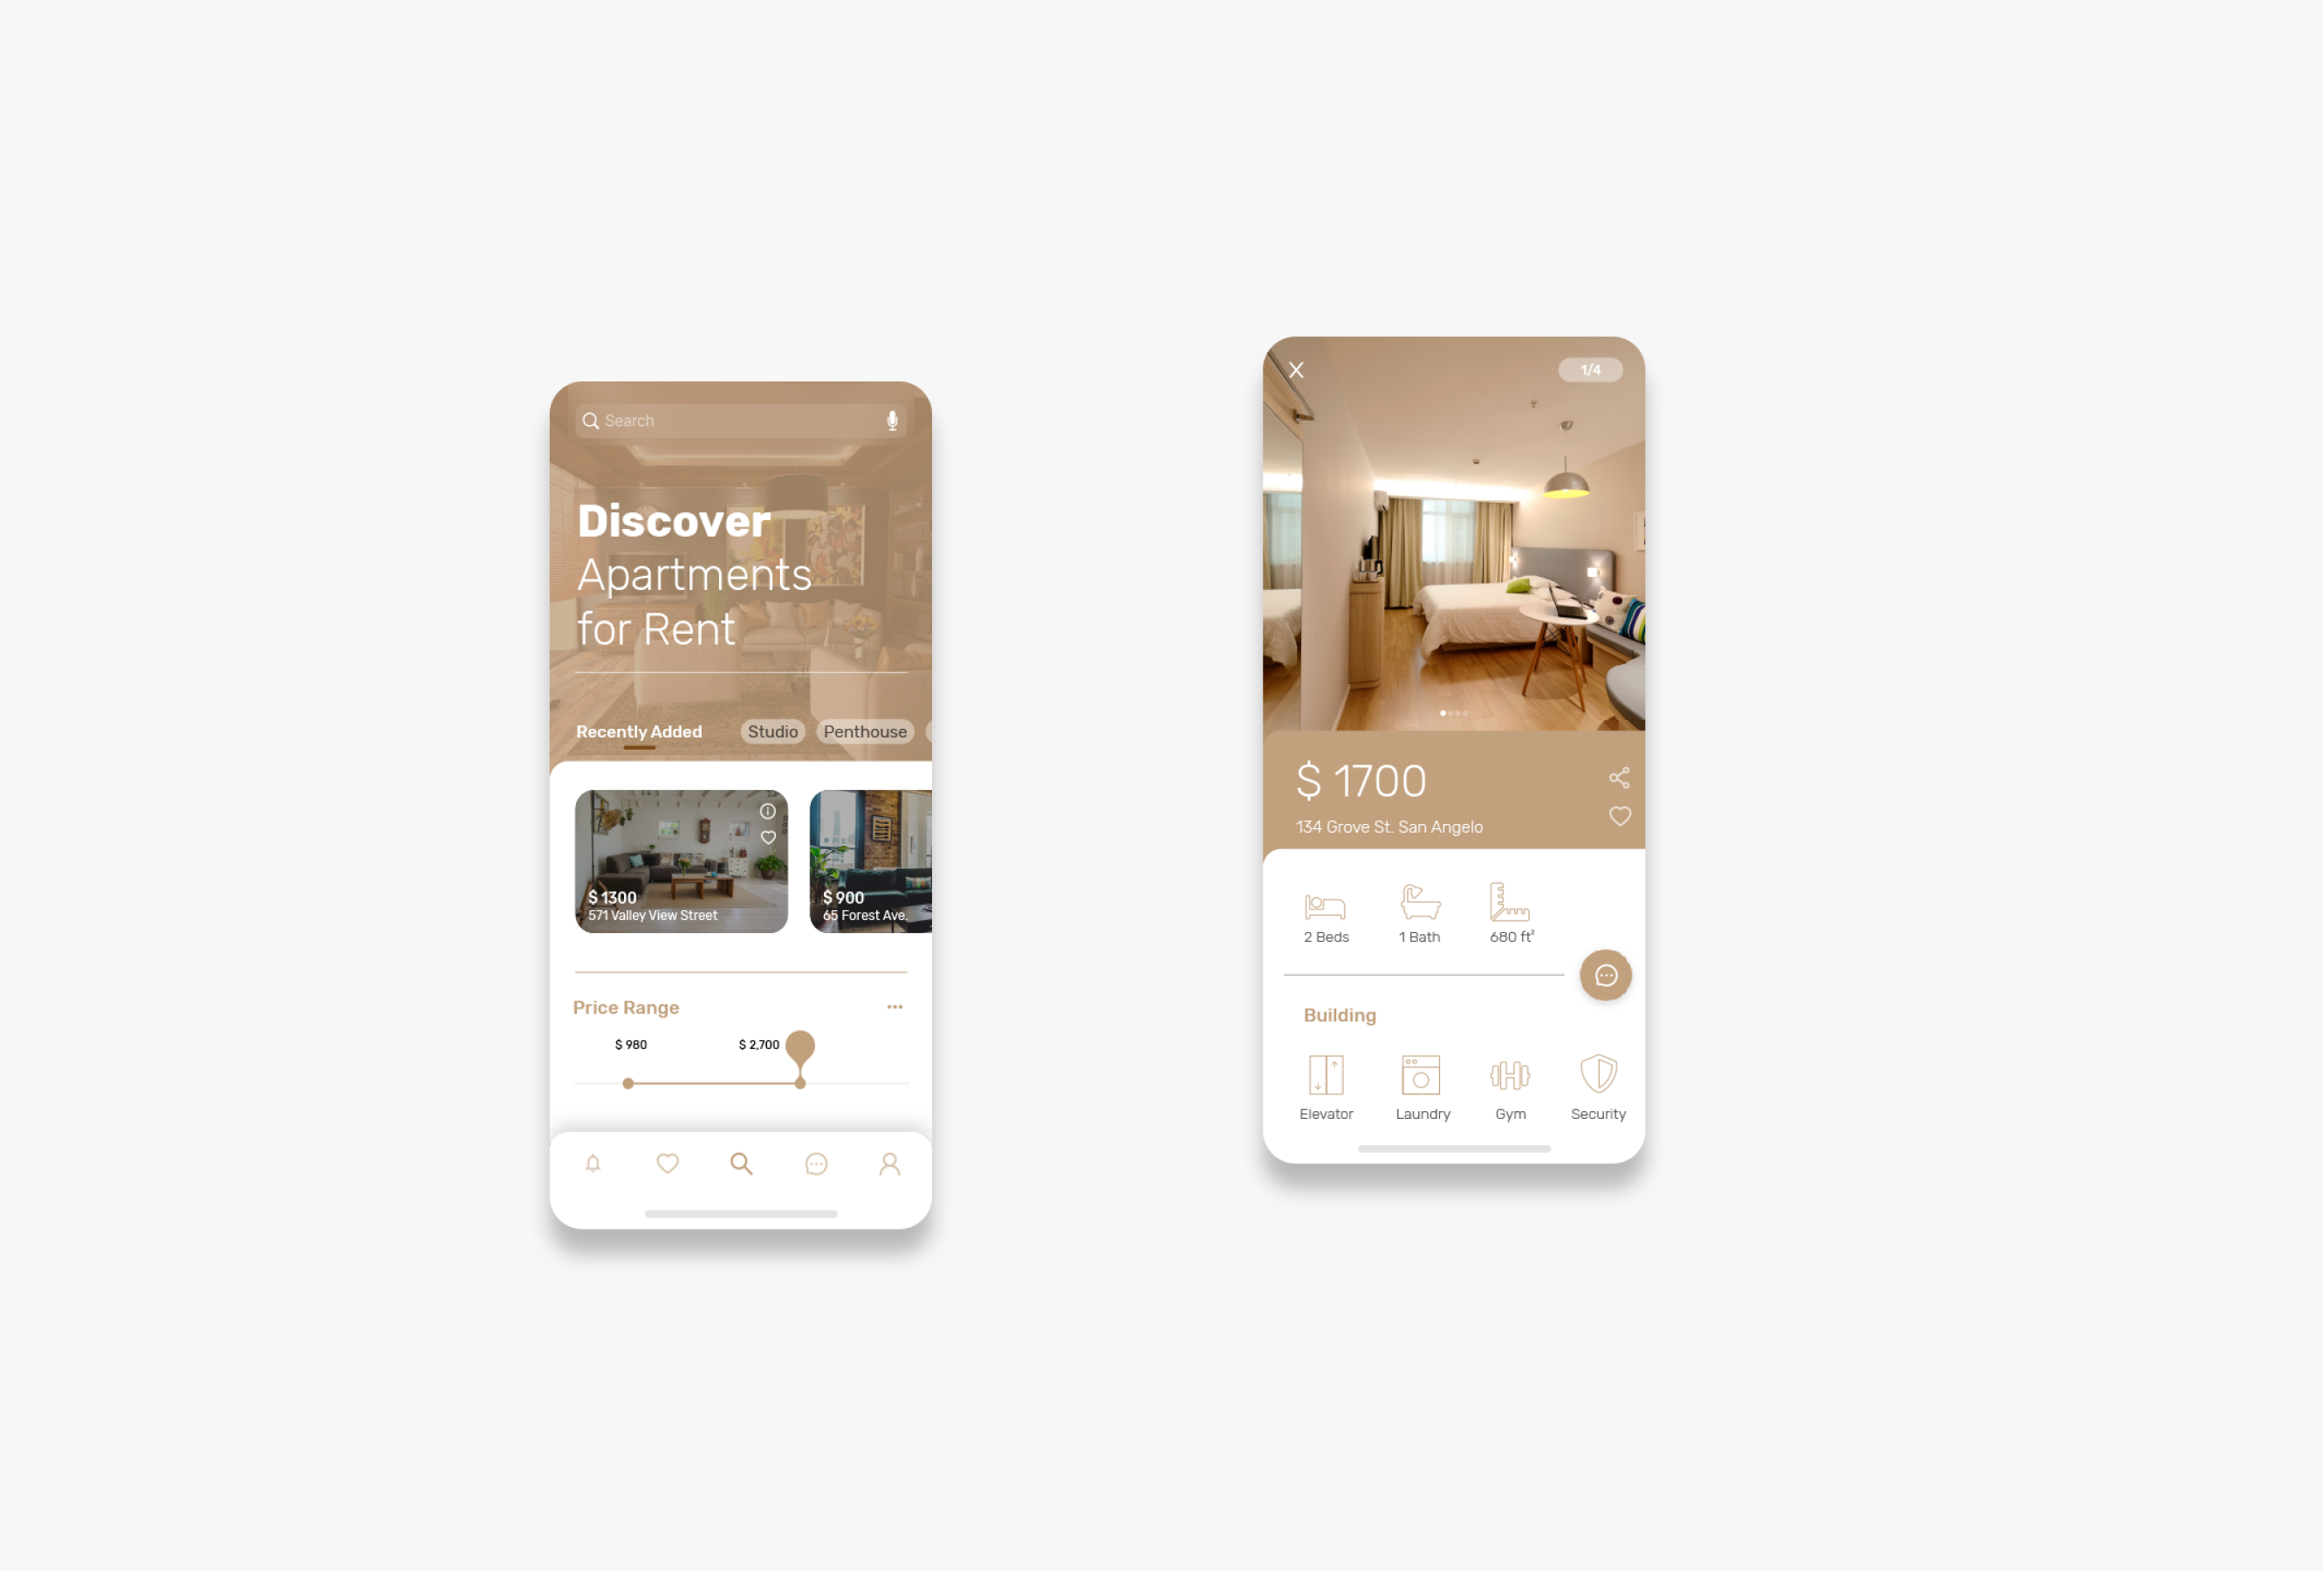 Search
Discover
Apartments
for Rent
Recently Added
Studio
Penthouse
$ 1300
571 Valley View Street
$ 900
65 Forest Ave.
Price Range
$ 980
$ 2,700
1/4
$ 1700
134 Grove St. San Angelo
2 Beds
1 Bath
680 ft²
Building
Elevator
Laundry
Gym
Security